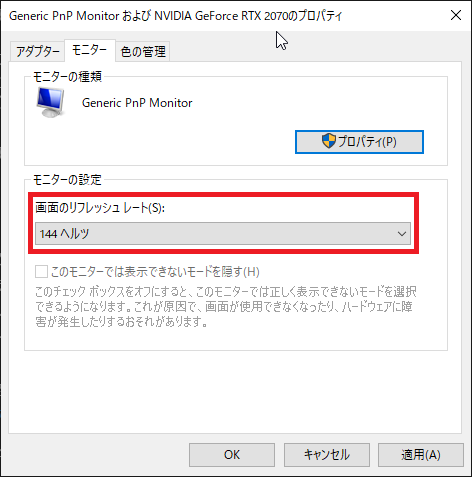 Generic PnP Monitor および NVIDIA GeForce RTX 2070のプロパティ
アダプター モニター 色の管理
モニターの種類
Generic PnP Monitor
プロパティ(P)
モニターの設定
画面のリフレッシュ レート(S):
144 ヘルツ
このモニターでは表示できないモードを隠す(H)
このチェック ボックスをオフにすると、このモニターでは正しく表示できないモードを選択
できるようになります。これが原因で、画面が使用できなくなったり、ハードウェアに障
害が発生したりするおそれがあります。
OK キャンセル 適用(A)